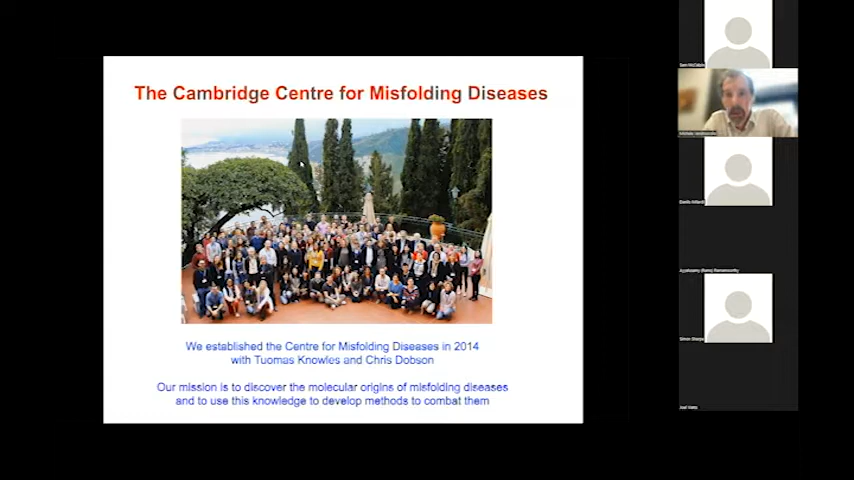 The Cambridge Centre for Misfolding Diseases
We established the Centre for Misfolding Diseases in 2014
with Tuomas Knowles and Chris Dobson
Our mission is to discover the molecular origins of misfolding diseases
and to use this knowledge to develop methods to combat them